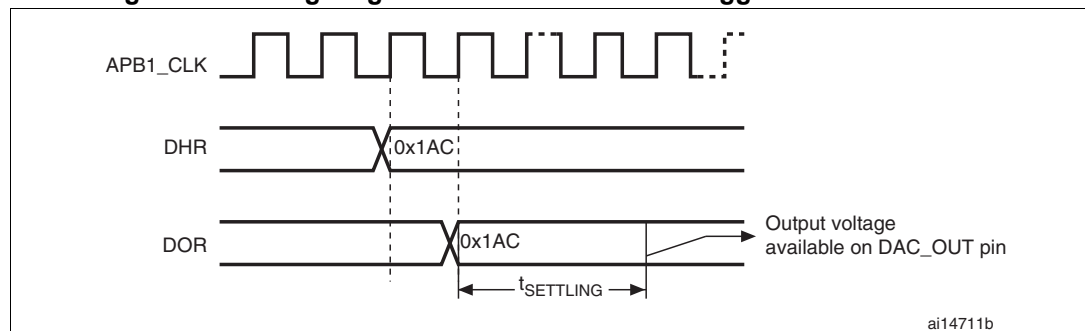 APB1_CLK
DHR
0x1AC
DOR
0x1AC
Output voltage
available on DAC_OUT pin
tSETTLING
ai14711b